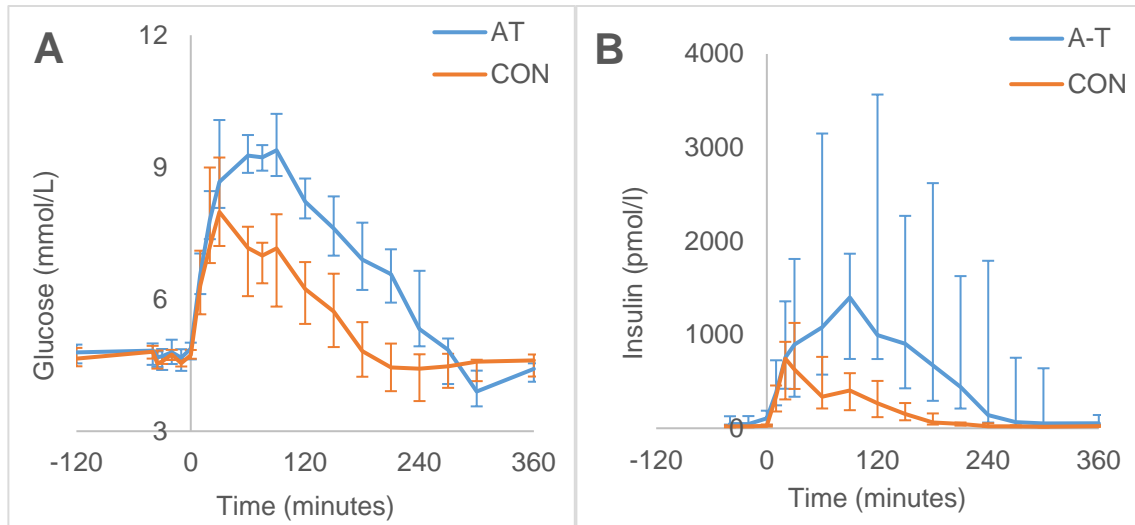 A
AT
CON
12
9
6
3
Glucose (mmol/L)
-120
0
120
240
360
Time (minutes)
B
A-T
CON
4000
3000
2000
1000
0
Insulin (pmol/l)
-120
0
120
240
360
Time (minutes)